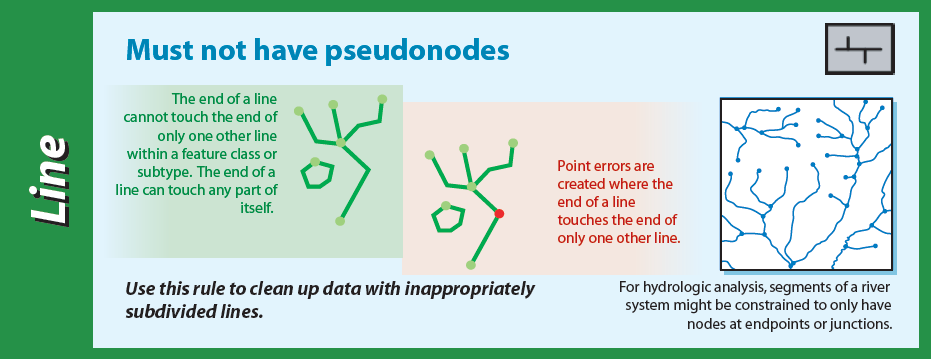 Line
Must not have pseudonodes
The end of a line
cannot touch the end of
only one other line
within a feature class or
subtype. The end of a
line can touch any part of
itself.
Point errors are
created where the
end of a line
touches the end of
only one other line.
Use this rule to clean up data with inappropriately
subdivided lines.
For hydrologic analysis, segments of a river
system might be constrained to only have
nodes at endpoints or junctions.